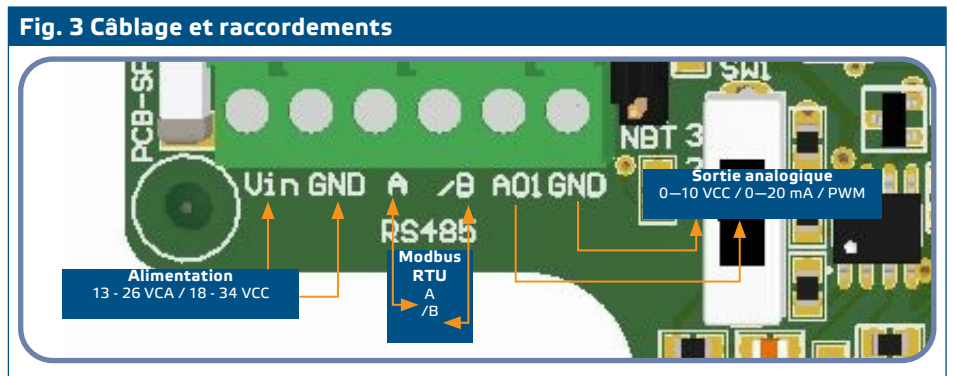 Fig. 3 Câblage et raccordements
PCB-SF
SW1
NBT 3
2
Vin GND A /B AO1 GND
RS485
Sortie analogique
0—10 VCC / 0—20 mA / PWM
Alimentation
13 - 26 VCA / 18 - 34 VCC
Modbus
RTU
A
/B